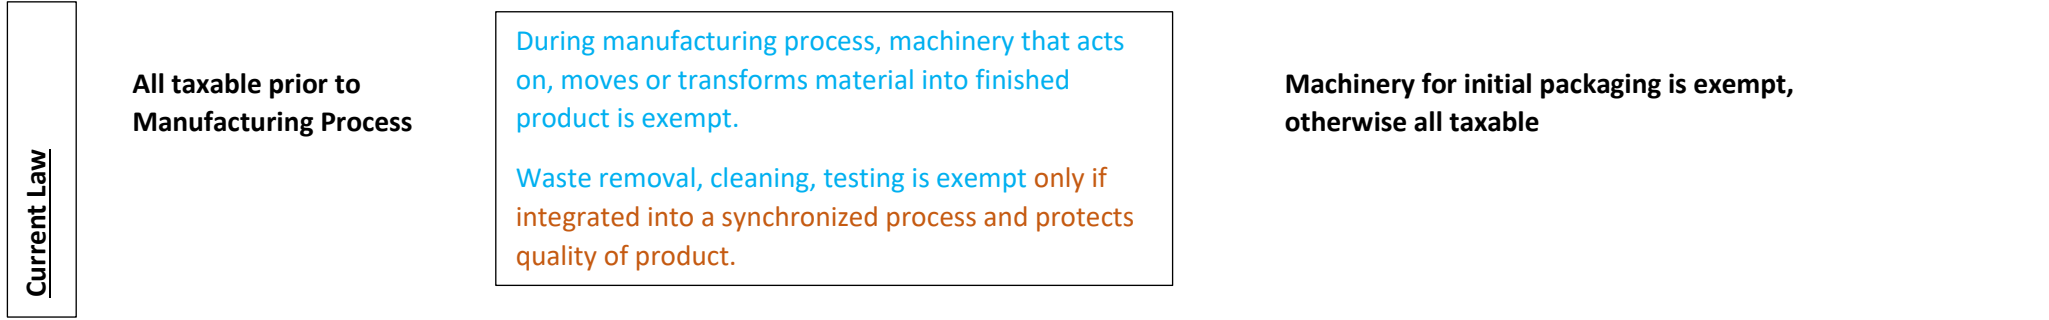 Current Law
All taxable prior to
Manufacturing Process
During manufacturing process, machinery that acts
on, moves or transforms material into finished
product is exempt.
Waste removal, cleaning, testing is exempt only if
integrated into a synchronized process and protects
quality of product.
Machinery for initial packaging is exempt,
otherwise all taxable